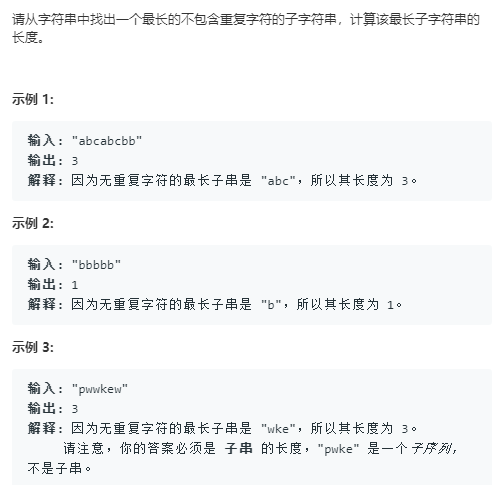 请从字符串中找出一个最长的不包含重复字符的子字符串，计算该最长子字符串的
长度。
示例 1:
输入: "abcabcbb"
输出: 3
解释: 因为无重复字符的最长子串是 "abc"，所以其长度为 3。
示例 2:
输入: "bbbbb"
输出: 1
解释: 因为无重复字符的最长子串是 "b"，所以其长度为 1。
示例 3:
输入: "pwwkew"
输出: 3
解释: 因为无重复字符的最长子串是 "wke"，所以其长度为 3。
请注意，你的答案必须是 子串 的长度，"pwke" 是一个子序列，
不是子串。